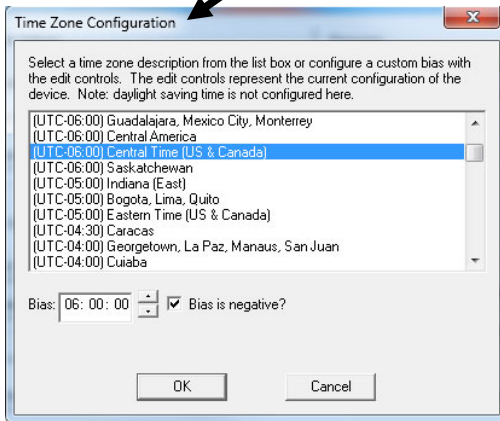 Time Zone Configuration
Select a time zone description from the list box or configure a custom bias with
the edit controls. The edit controls represent the current configuration of the
device. Note: daylight saving time is not configured here.
(UTC-06:00) Guadalajara, Mexico City, Monterrey
(UTC-06:00) Central America
(UTC-06:00) Central Time (US & Canada)
(UTC-06:00) Saskatchewan
(UTC-05:00) Indiana (East)
(UTC-05:00) Bogota, Lima, Quito
(UTC-05:00) Eastern Time (US & Canada)
(UTC-04:30) Caracas
(UTC-04:00) Georgetown, La Paz, Manaus, San Juan
(UTC-04:00) Cuiaba
Bias: 06: 00: 00 Bias is negative?
OK Cancel